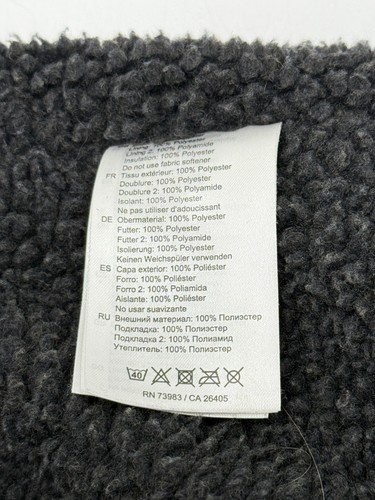 Lining 2: 100% Polyamide
Insulation: 100% Polyester
Do not use fabric softener
FR Tissu extérieur: 100% Polyester
Doublure: 100% Polyester
Doublure 2: 100% Polyamide
Isolant: 100% Polyester
Ne pas utiliser d'adoucissant
DE Obermaterial: 100% Polyester
Futter: 100% Polyester
Futter 2: 100% Polyamide
Isolierung: 100% Polyester
Keinen Weichspüler verwenden
ES Capa exterior: 100% Poliéster
Forro: 100% Poliéster
Forro 2: 100% Poliamida
Aislante: 100% Poliéster
No usar suavizante
RU Внешний материал: 100% Полиэстер
Подкладка: 100% Полиэстер
Подкладка 2: 100% Полиамид
Утеплитель: 100% Полиэстер
40
RN 73983 / CA 26405